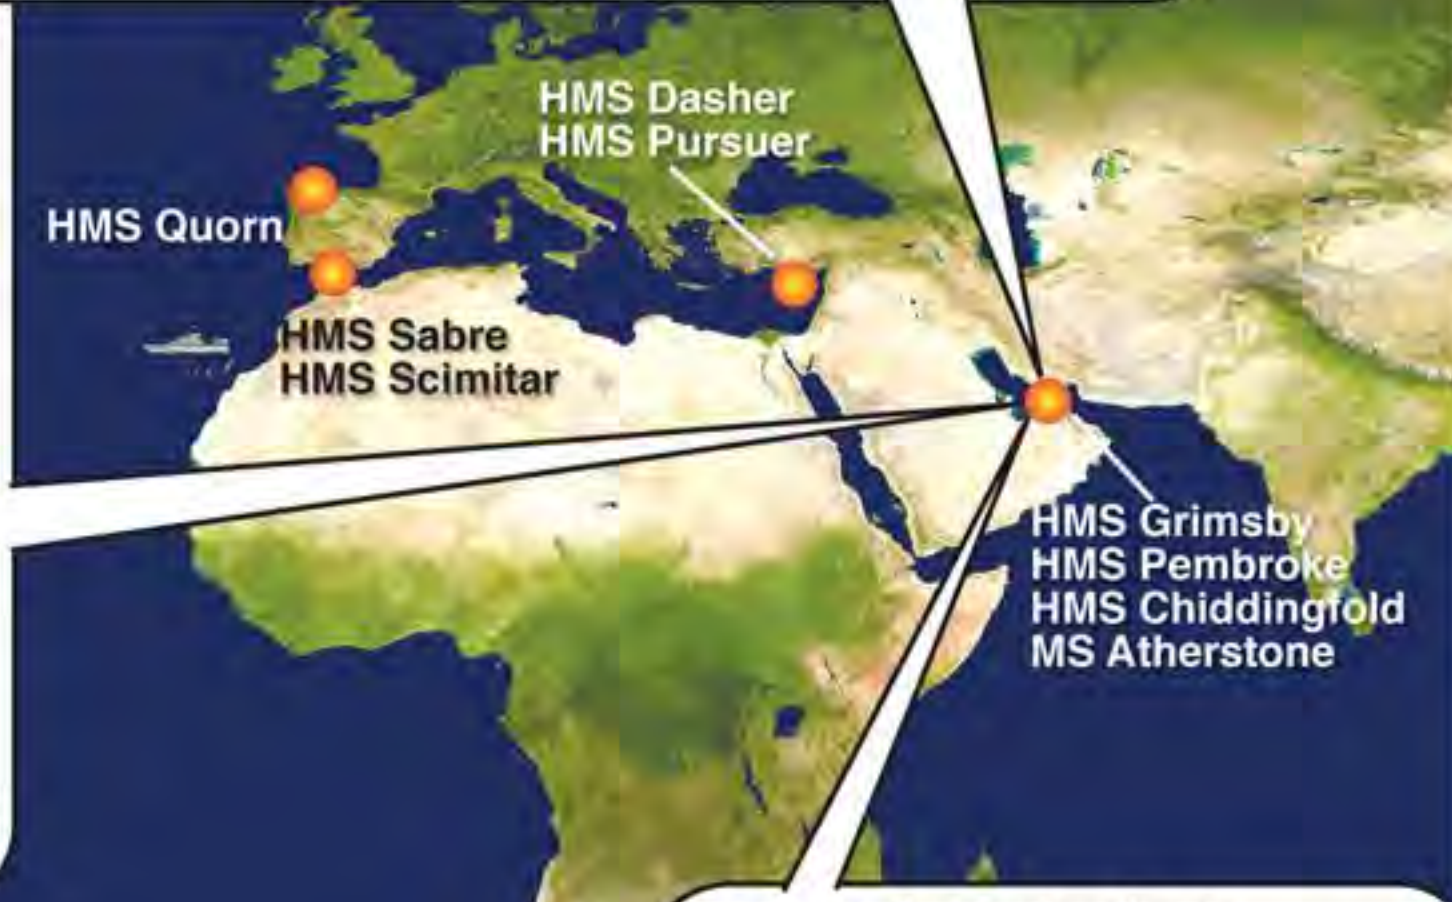 HMS Dasher
HMS Pursuer
HMS Quorn
HMS Sabre
HMS Scimitar
HMS Grimsby
HMS Pembroke
HMS Chiddingfold
MS Atherstone